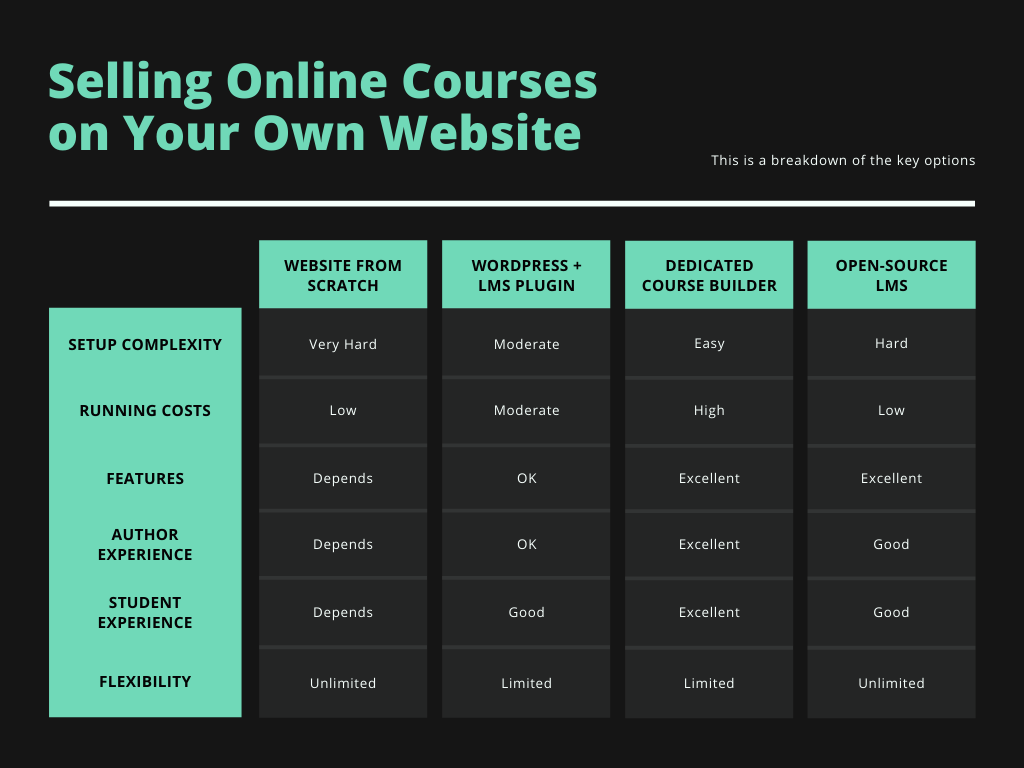 Selling Online Courses
on Your Own Website
This is a breakdown of the key options
WEBSITE FROM
SCRATCH
WORDPRESS +
LMS PLUGIN
DEDICATED
COURSE BUILDER
OPEN-SOURCE
LMS
SETUP COMPLEXITY
Very Hard
Moderate
Easy
Hard
RUNNING COSTS
Low
Moderate
High
Low
FEATURES
Depends
OK
Excellent
Excellent
AUTHOR
EXPERIENCE
Depends
OK
Excellent
Good
STUDENT
EXPERIENCE
Depends
Good
Excellent
Good
FLEXIBILITY
Unlimited
Limited
Limited
Unlimited